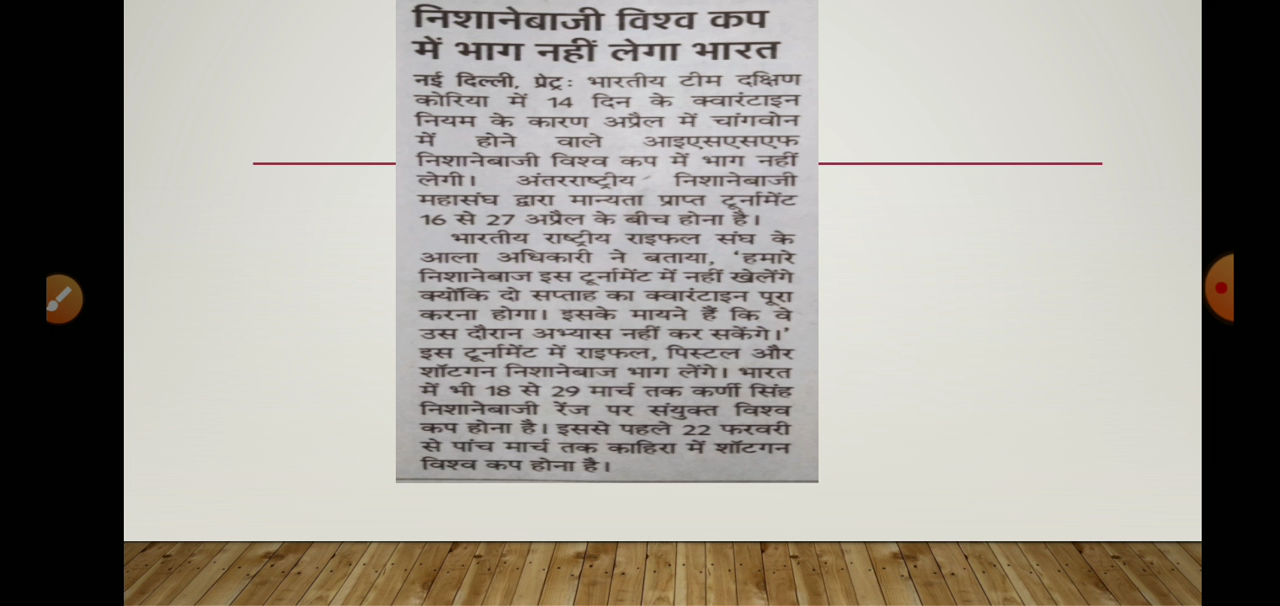 निशानेबाजी विश्व कप
में भाग नहीं लेगा भारत
नई दिल्ली, प्रेट्र: भारतीय टीम दक्षिण
कोरिया में 14 दिन के क्वारंटाइन
नियम के कारण अप्रैल में चांगवोन
में होने वाले आइएसएसएफ
निशानेबाजी विश्व कप में भाग नहीं
लेगी। अंतरराष्ट्रीय निशानेबाजी
महासंघ द्वारा मान्यता प्राप्त टूर्नामेंट
16 से 27 अप्रैल के बीच होना है।
भारतीय राष्ट्रीय राइफल संघ के
आला अधिकारी ने बताया, ‘हमारे
निशानेबाज इस टूर्नामेंट में नहीं खेलेंगे
क्योंकि दो सप्ताह का क्वारंटाइन पूरा
करना होगा। इसके मायने हैं कि वे
उस दौरान अभ्यास नहीं कर सकेंगे।’
इस टूर्नामेंट में राइफल, पिस्टल और
शॉटगन निशानेबाज भाग लेंगे। भारत
में भी 18 से 29 मार्च तक कर्णी सिंह
निशानेबाजी रेंज पर संयुक्त विश्व
कप होना है। इससे पहले 22 फरवरी
से पांच मार्च तक काहिरा में शॉटगन
विश्व कप होना है।